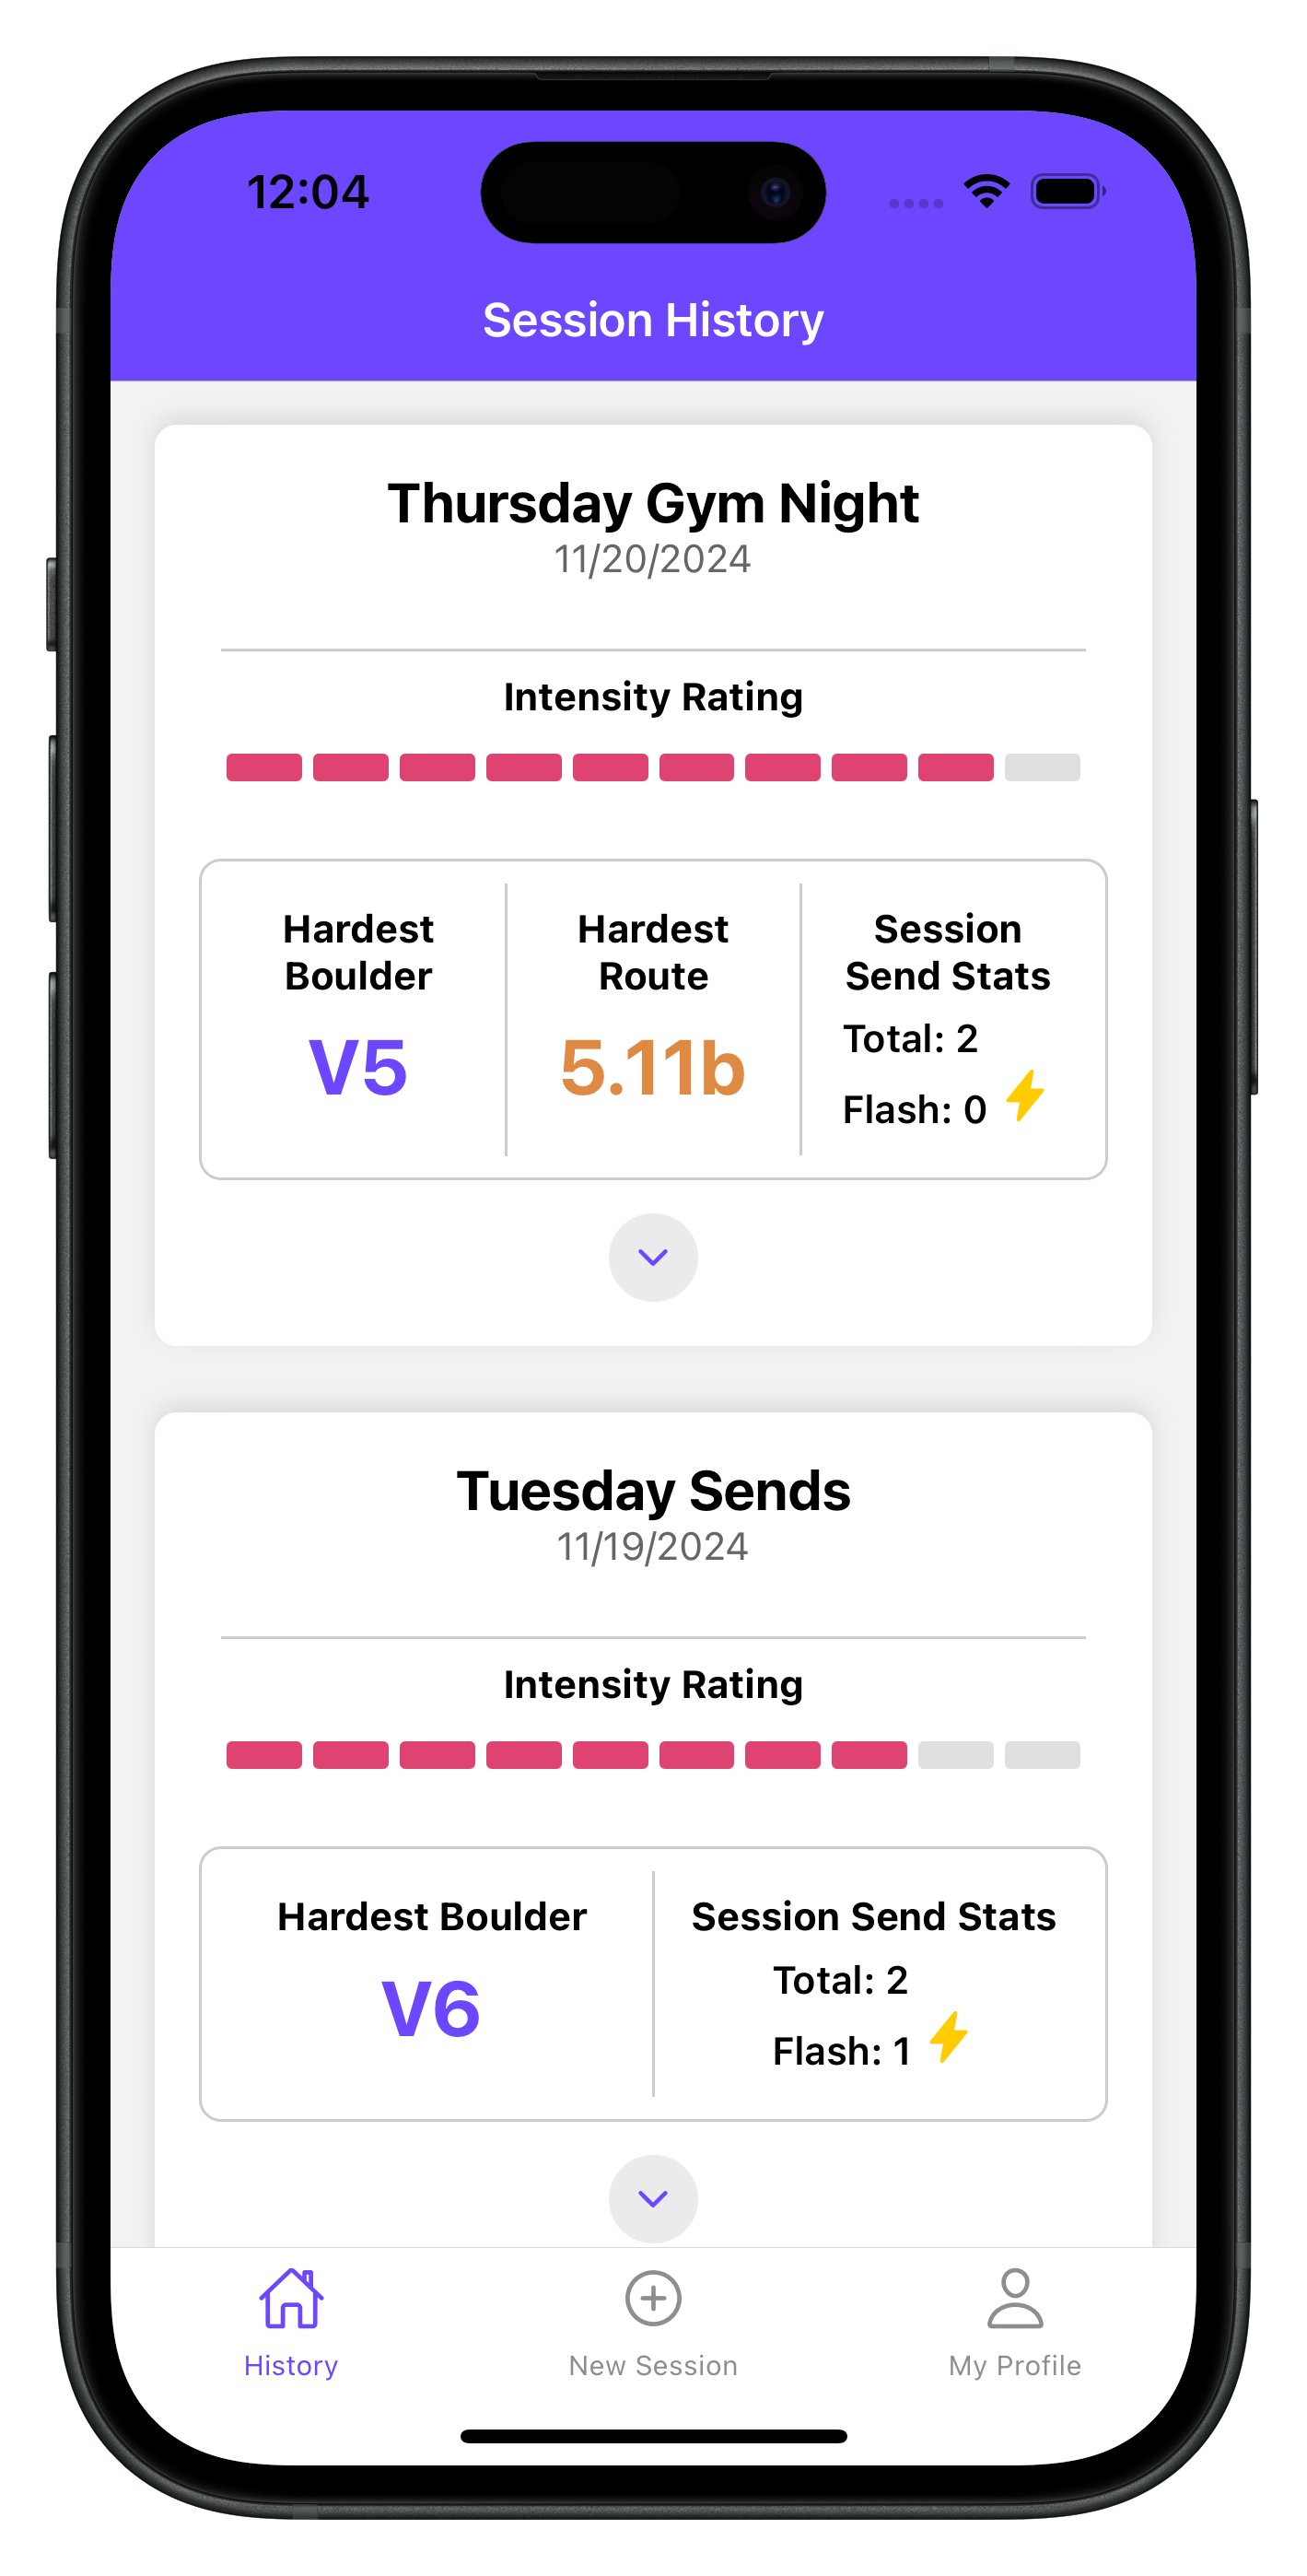 12:04
Session History
Thursday Gym Night
11/20/2024
Intensity Rating
Hardest
Boulder
V5
Hardest
Route
5.11b
Session
Send Stats
Total: 2
Flash: 0
Tuesday Sends
11/19/2024
Intensity Rating
Hardest Boulder
V6
Session Send Stats
Total: 2
Flash: 1
History
New Session
My Profile